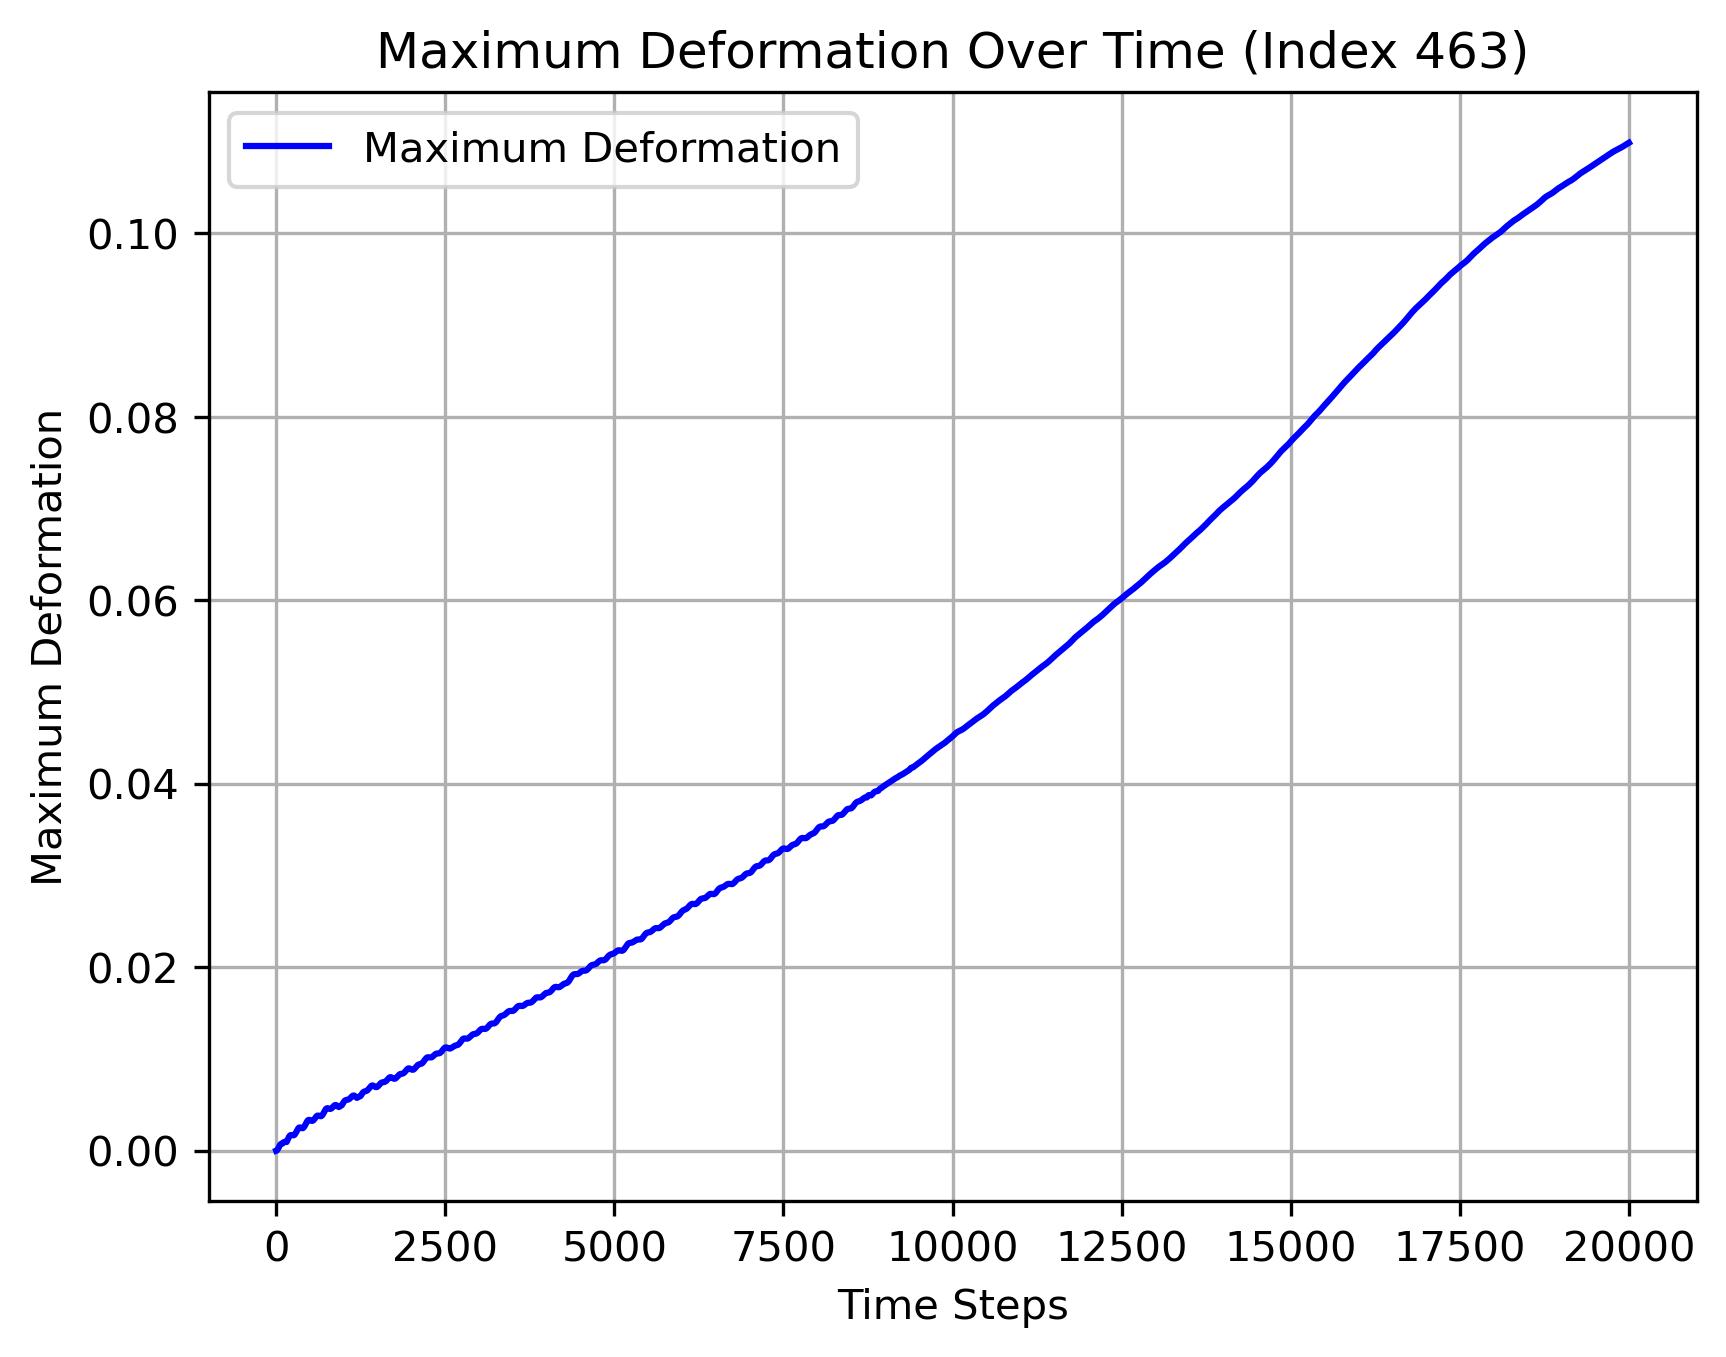 Maximum Deformation Over Time (Index 463)
Maximum Deformation
0.10
0.08
0.06
0.04
0.02
0.00
Maximum Deformation
0 2500 5000 7500 10000 12500 15000 17500 20000
Time Steps